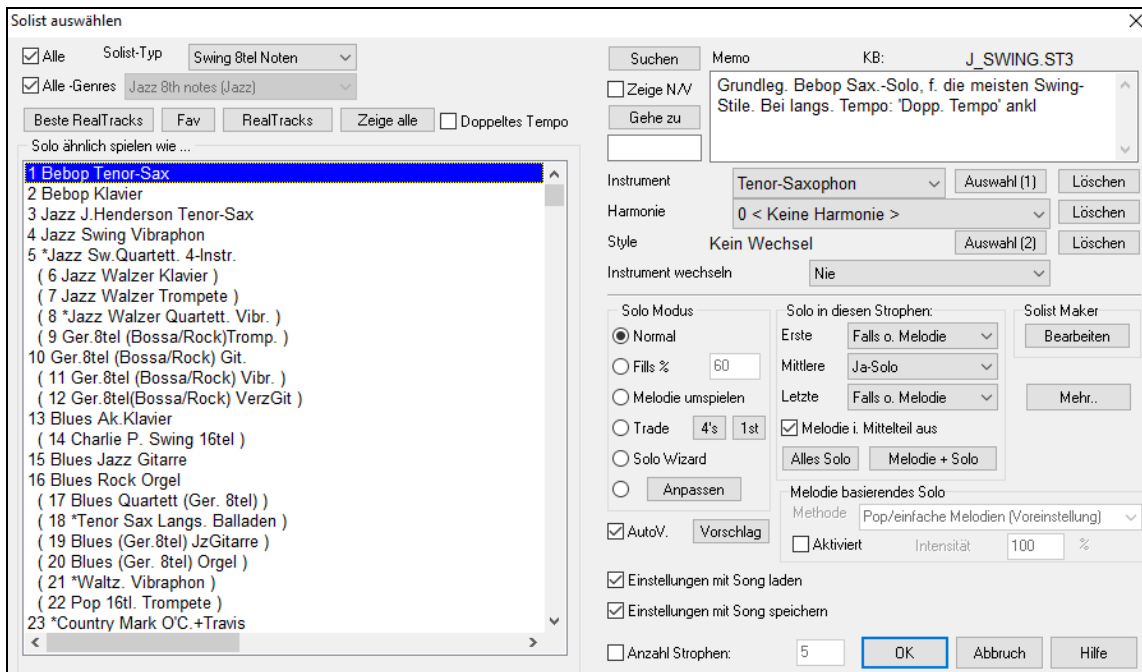 Solist auswählen
Alle Solist-Typ Swing 8tel Noten
Alle -Genres Jazz 8th notes (Jazz)
Beste RealTracks Fav RealTracks Zeige alle Doppeltes Tempo
Solo ähnlich spielen wie ...
1 Bebop Tenor-Sax
2 Bebop Klavier
3 Jazz J.Henderson Tenor-Sax
4 Jazz Swing Vibraphon
5 *Jazz Sw.Quartett. 4-Instr.
( 6 Jazz Walzer Klavier )
( 7 Jazz Walzer Trompete )
( 8 *Jazz Walzer Quartett. Vibr. )
( 9 Ger.8tel (Bossa/Rock)Tromp. )
10 Ger.8tel (Bossa/Rock) Git.
( 11 Ger.8tel (Bossa/Rock) Vibr. )
( 12 Ger.8tel(Bossa/Rock) VerzGit )
13 Blues Ak.Klavier
( 14 Charlie P. Swing 16tel )
15 Blues Jazz Gitarre
16 Blues Rock Orgel
( 17 Blues Quartett (Ger. 8tel) )
( 18 *Tenor Sax Langs. Balladen )
( 19 Blues (Ger.8tel) JzGitarre )
( 20 Blues (Ger. 8tel) Orgel )
( 21 *Waltz. Vibraphon )
( 22 Pop 16tl. Trompete )
23 *Country Mark O'C.+Travis
Suchen Memo KB: J_SWING.ST3
Zeige N/V
Gehe zu
Grundleg. Bebop Sax.-Solo, f. die meisten Swing-
Stile. Bei langs. Tempo: 'Dopp. Tempo' ankl
Instrument Tenor-Saxophon Auswahl (1) Löschen
Harmonie 0 < Keine Harmonie > Löschen
Style Kein Wechsel Auswahl (2) Löschen
Instrument wechseln Nie
Solo Modus
Normal
Fills % 60
Melodie umspielen
Trade 4's 1st
Solo Wizard
Anpassen
AutoV. Vorschlag
Solo in diesen Strophen:
Erste Falls o. Melodie
Mittlere Ja-Solo
Letzte Falls o. Melodie
Melodie i. Mittelteil aus
Alles Solo Melodie + Solo
Solist Maker
Bearbeiten
Mehr..
Melodie basierendes Solo
Methode Pop/einfache Melodien (Voreinstellung)
Aktiviert Intensität 100 %
Einstellungen mit Song laden
Einstellungen mit Song speichern
Anzahl Strophen: 5 OK Abbruch Hilfe